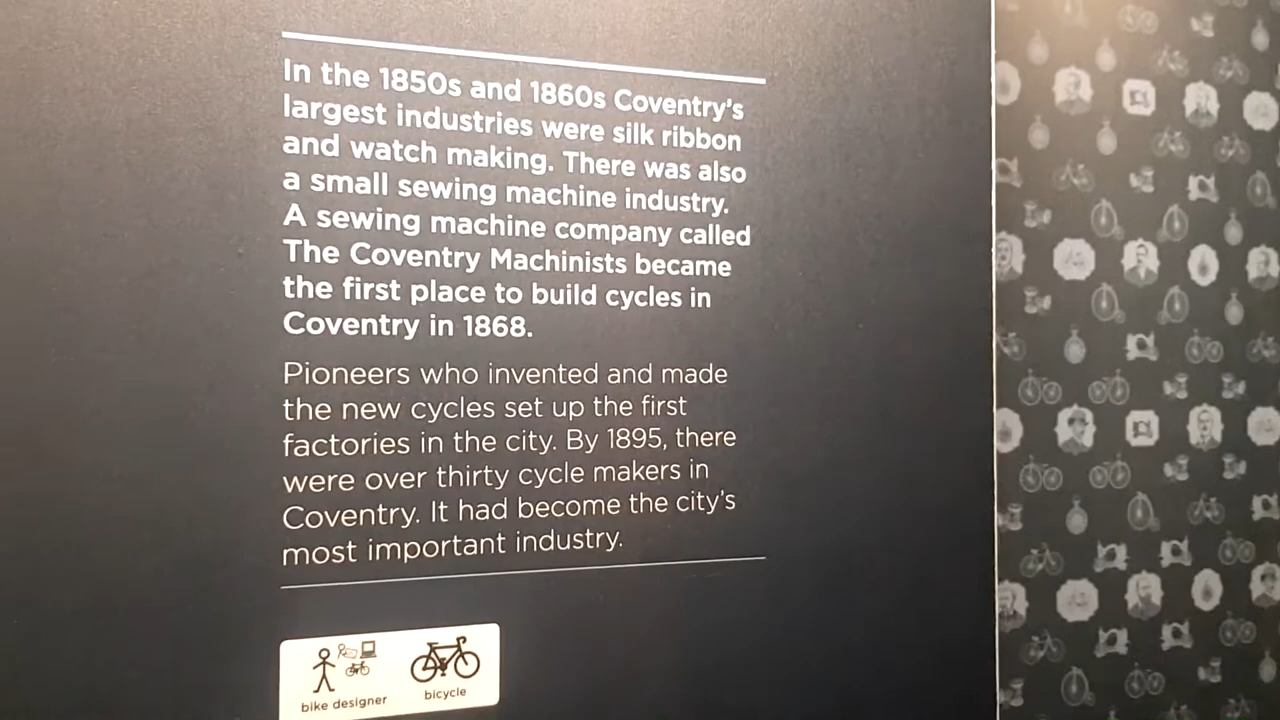 In the 1850s and 1860s Coventry's
largest industries were silk ribbon
and watch making. There was also
a small sewing machine industry.
A sewing machine company called
The Coventry Machinists became
the first place to build cycles in
Coventry in 1868.
Pioneers who invented and made
the new cycles set up the first
factories in the city. By 1895, there
were over thirty cycle makers in
Coventry. It had become the city's
most important industry.
bike designer
bicycle